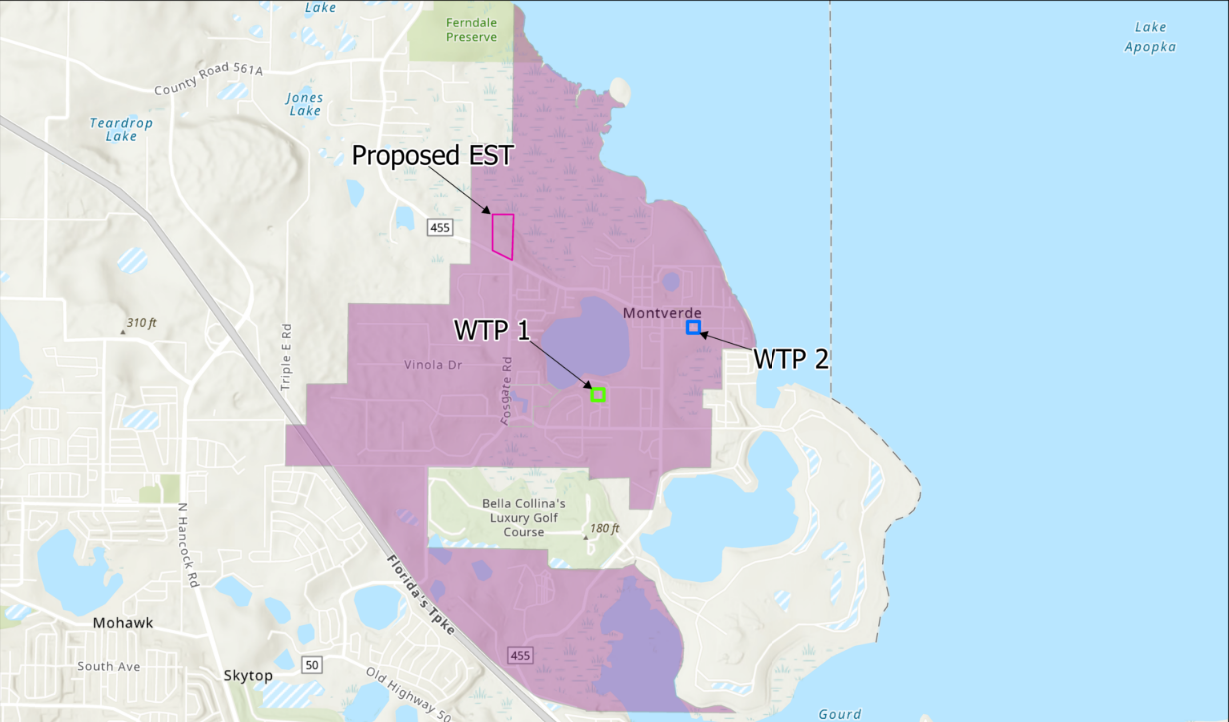 Lake
Ferndale
Preserve
Lake
Apopka
County Road 561A
Jones
Lake
Teardrop
Lake
Proposed EST
455
310 ft
Montverde
WTP 1
WTP 2
Triple E Rd
Vinola Dr
Fosgate Rd
Bella Collina's
Luxury Golf
Course
180 ft
N Hancock Rd
Florida's Tpke
Mohawk
South Ave
Skytop
50
455
Old Highway 50
Gourd